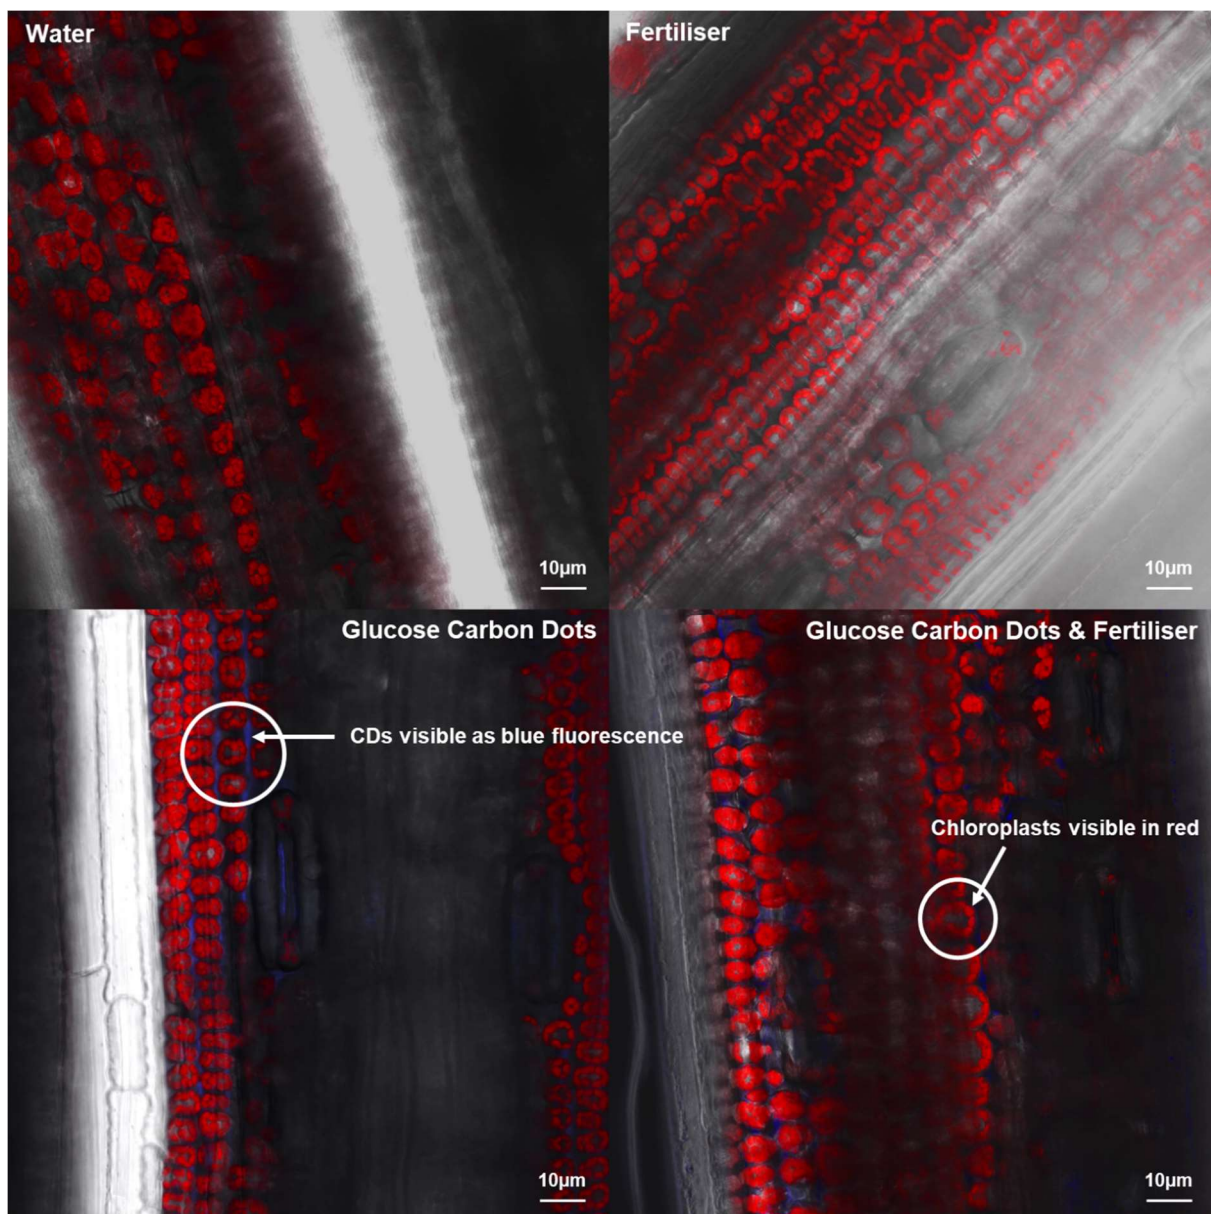 Water
Fertiliser
10µm
10µm
Glucose Carbon Dots
Glucose Carbon Dots & Fertiliser
CDs visible as blue fluorescence
Chloroplasts visible in red
10µm
10µm